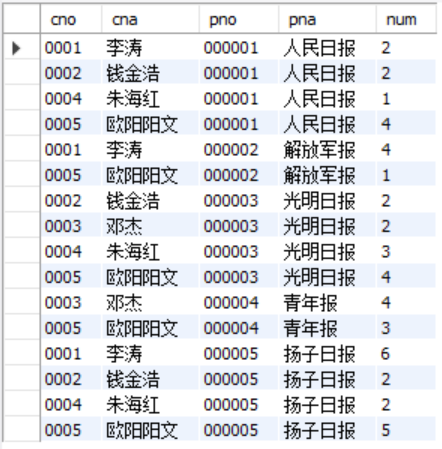 cno cna pno pna num
0001 李涛 000001 人民日报 2
0002 钱金浩 000001 人民日报 2
0004 朱海红 000001 人民日报 1
0005 欧阳阳文 000001 人民日报 4
0001 李涛 000002 解放军报 4
0005 欧阳阳文 000002 解放军报 1
0002 钱金浩 000003 光明日报 2
0003 邓杰 000003 光明日报 2
0004 朱海红 000003 光明日报 3
0005 欧阳阳文 000003 光明日报 4
0003 邓杰 000004 青年报 4
0005 欧阳阳文 000004 青年报 3
0001 李涛 000005 扬子日报 6
0002 钱金浩 000005 扬子日报 2
0004 朱海红 000005 扬子日报 2
0005 欧阳阳文 000005 扬子日报 5